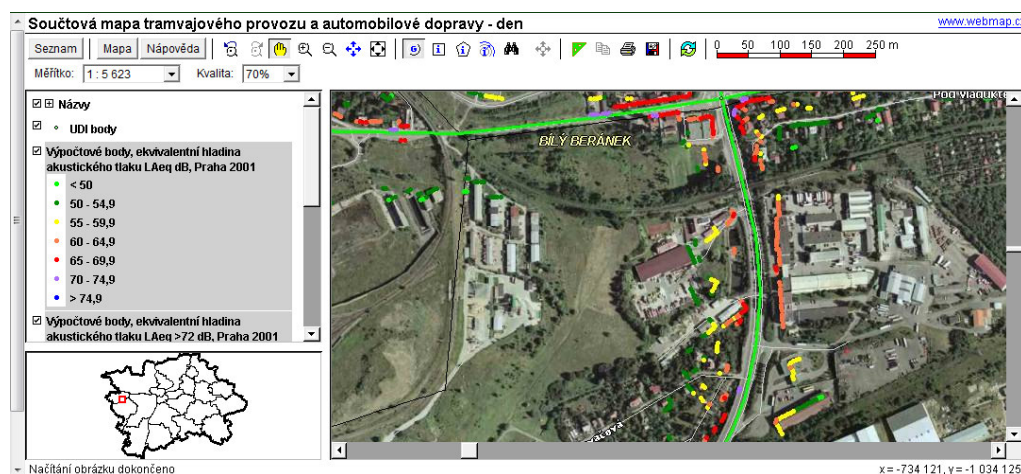 Součtová mapa tramvajového provozu a automobilové dopravy - den
www.webmap.cz
Seznam Mapa Nápověda 0 50 100 150 200 250 m
Měřítko: 1 : 5 623 Kvalita: 70%
Názvy
UDI body
Výpočtové body, ekvivalentní hladina
akustického tlaku LAeq dB, Praha 2001
< 50
50 - 54,9
55 - 59,9
60 - 64,9
65 - 69,9
70 - 74,9
> 74,9
Výpočtové body, ekvivalentní hladina
akustického tlaku LAeq >72 dB, Praha 2001
BÍLÝ BERÁNEK
Načítání obrázku dokončeno
x = -734 121, y = -1 034 125